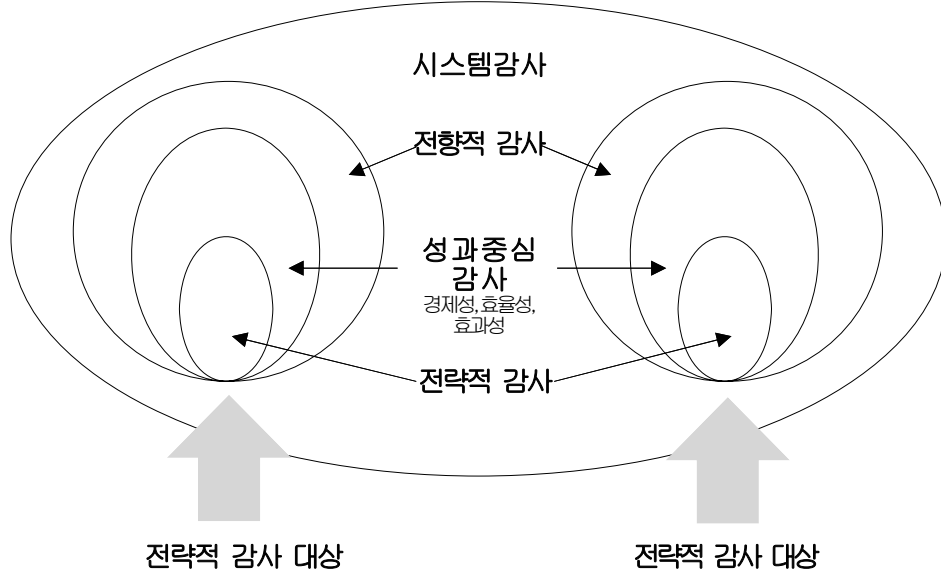 시스템감사
전향적 감사
성과중심
감사
경제성, 효율성,
효과성
전략적 감사
전략적 감사 대상
전략적 감사 대상